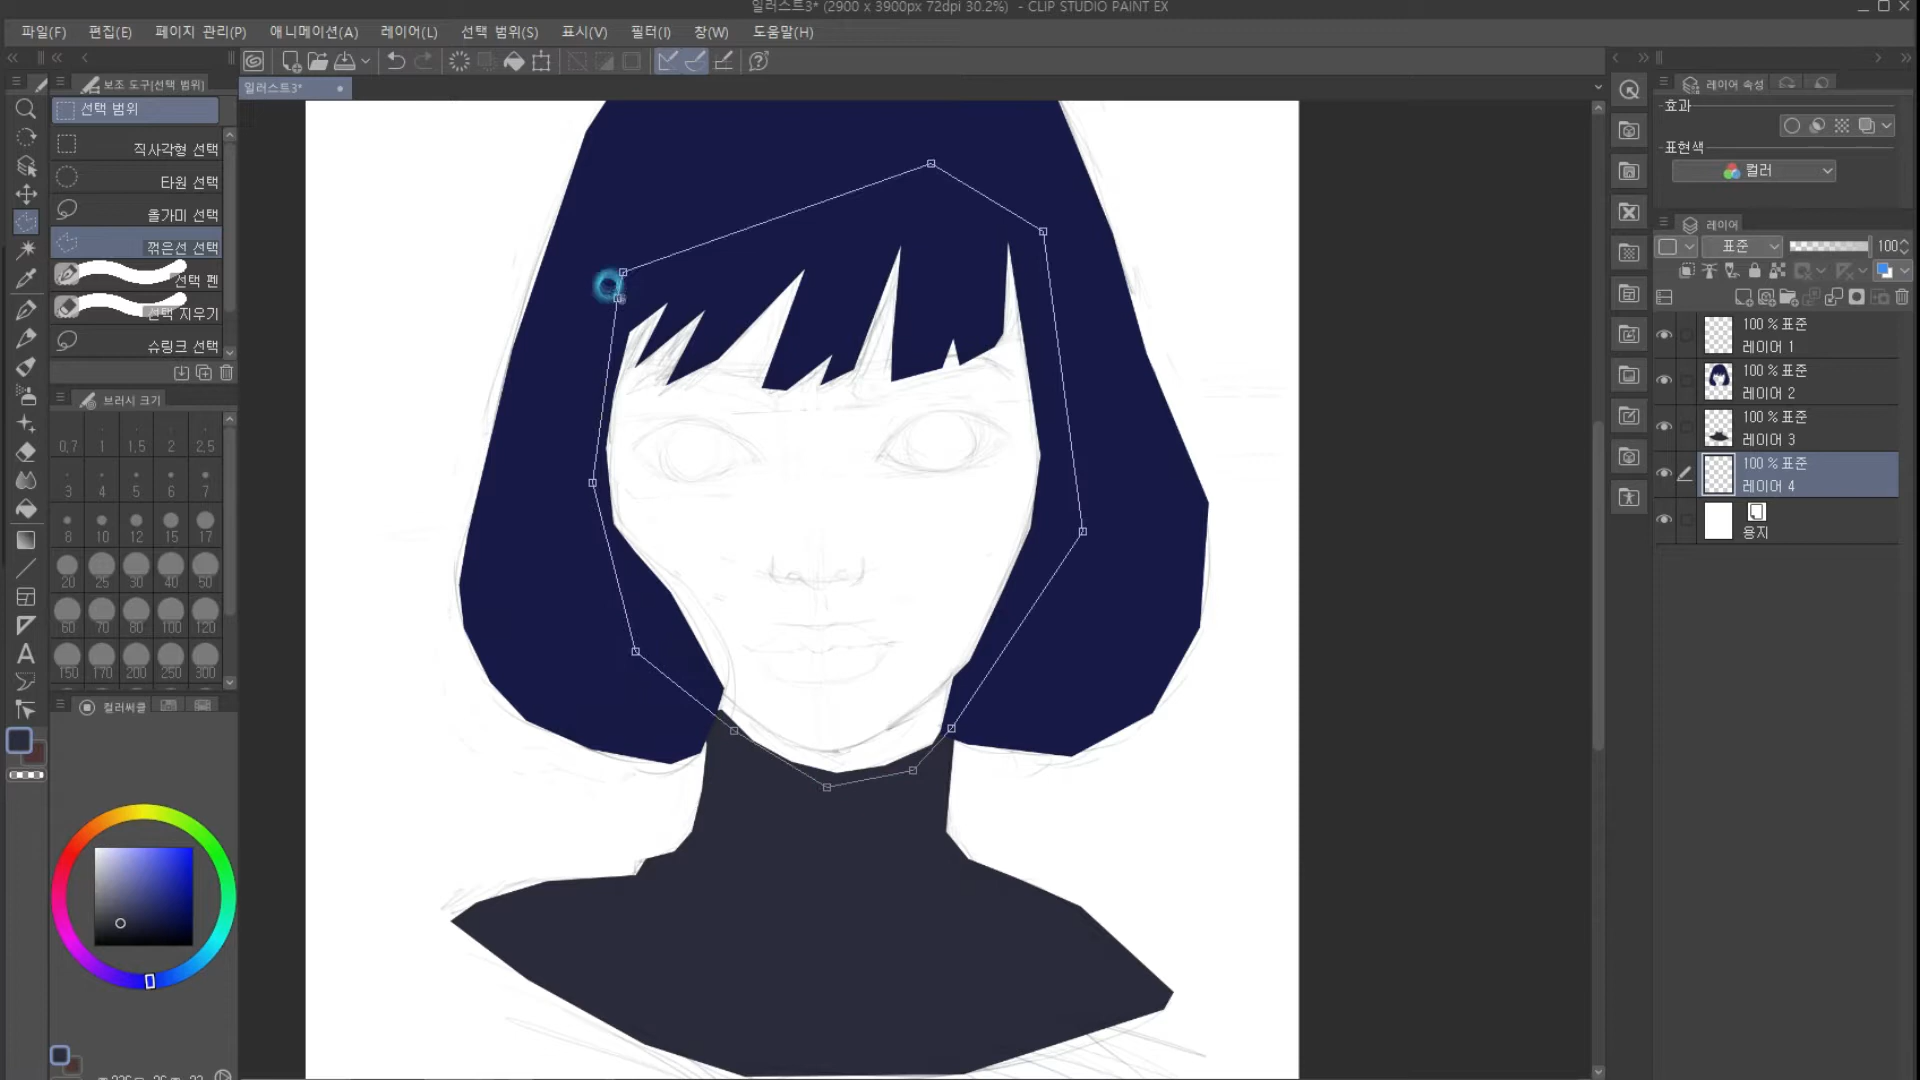 일러스트3* (2900 x 3900px 72dpi 30.2%) - CLIP STUDIO PAINT EX
파일(F) 편집(E) 페이지 관리(P) 애니메이션(A) 레이어(L) 선택 범위(S) 표시(V) 필터(I) 창(W) 도움말(H)
보조 도구[선택 범위]
일러스트3*
선택 범위
직사각형 선택
타원 선택
올가미 선택
꺾은선 선택
선택 펜
선택 지우기
슈링크 선택
브러시 크기
0.7 1 1.5 2 2.5
3 4 5 6 7
8 10 12 15 17
20 25 30 40 50
60 70 80 100 120
150 170 200 250 300
컬러써클
레이어 속성
효과
표현색
컬러
레이어
표준 100
100 % 표준
레이어 1
100 % 표준
레이어 2
100 % 표준
레이어 3
100 % 표준
레이어 4
용지